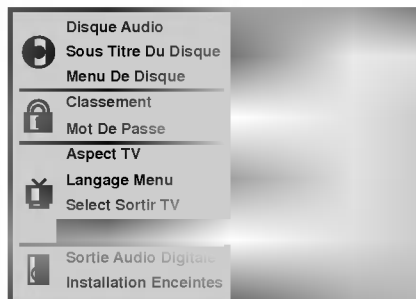 Disque Audio
Sous Titre Du Disque
Menu De Disque
Classement
Mot De Passe
Aspect TV
Langage Menu
Select Sortir TV
Sortie Audio Digitale
Installation Enceintes